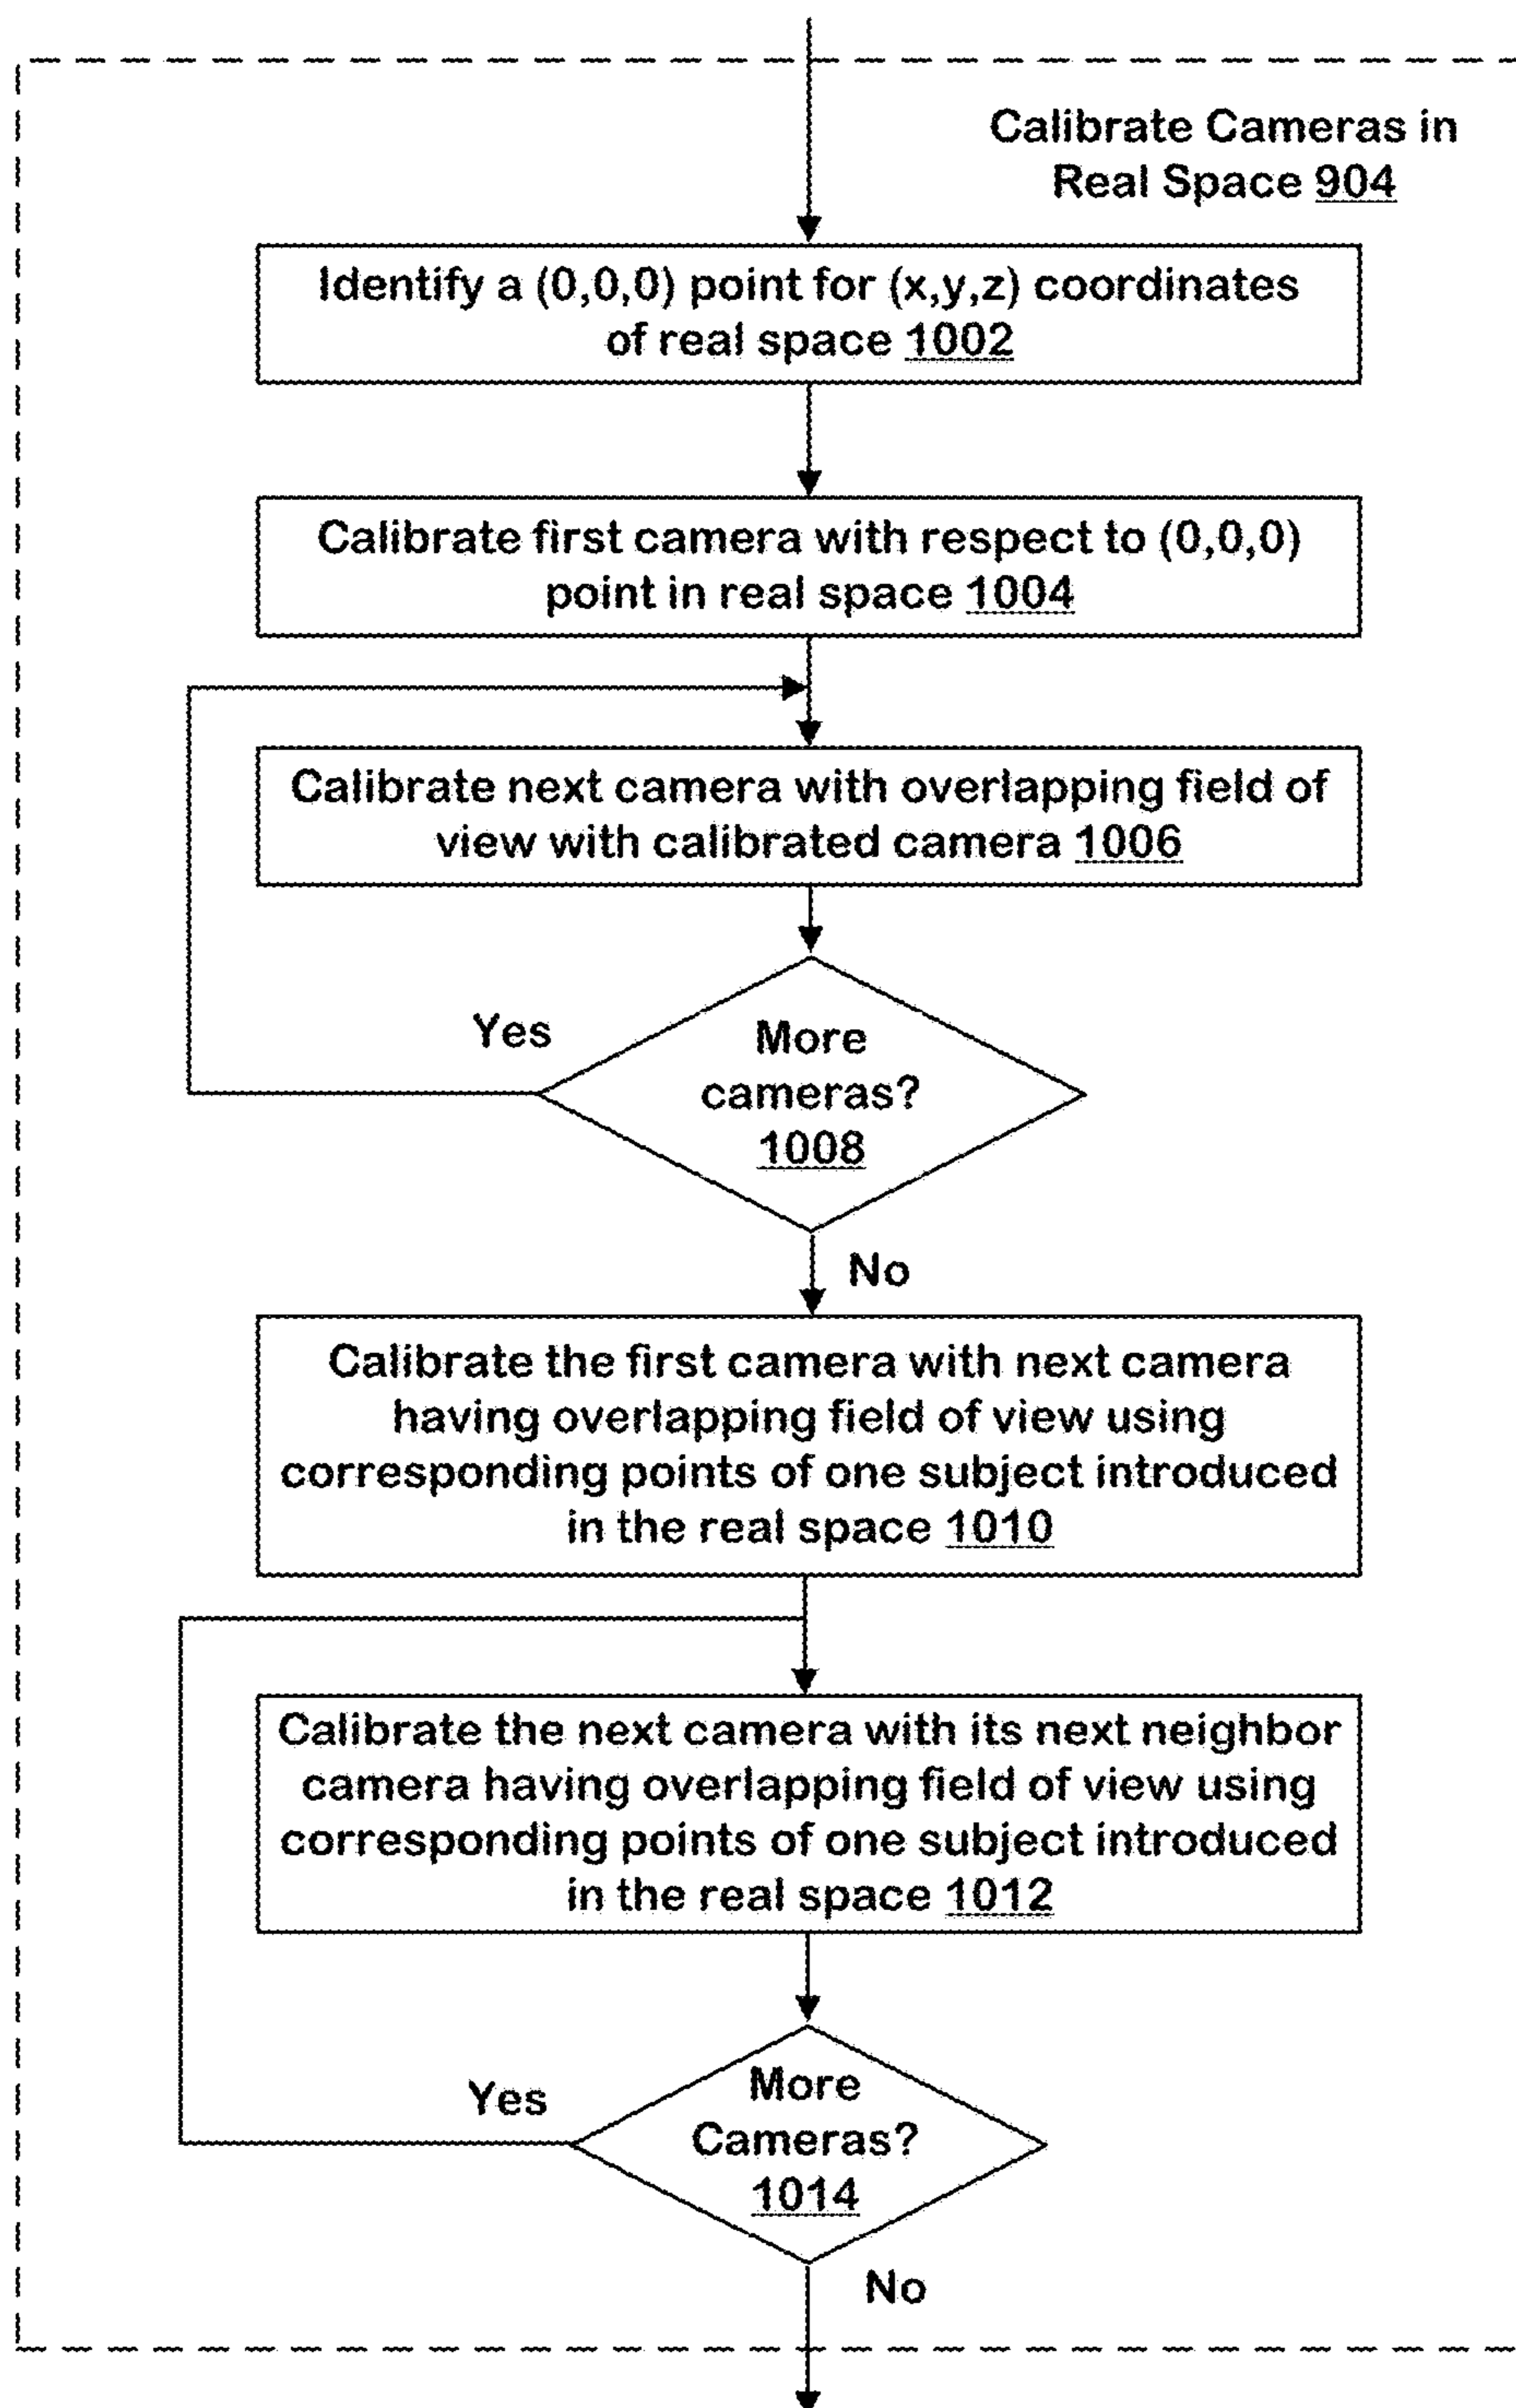 Calibrate Cameras in
Real Space 904
Identify a (0,0,0) point for (x,y,z) coordinates
of real space 1002
Calibrate first camera with respect to (0,0,0)
point in real space 1004
Calibrate next camera with overlapping field of
view with calibrated camera 1006
Yes
More
cameras?
1008
No
Calibrate the first camera with next camera
having overlapping field of view using
corresponding points of one subject introduced
in the real space 1010
Calibrate the next camera with its next neighbor
camera having overlapping field of view using
corresponding points of one subject introduced
in the real space 1012
Yes
More
Cameras?
1014
No